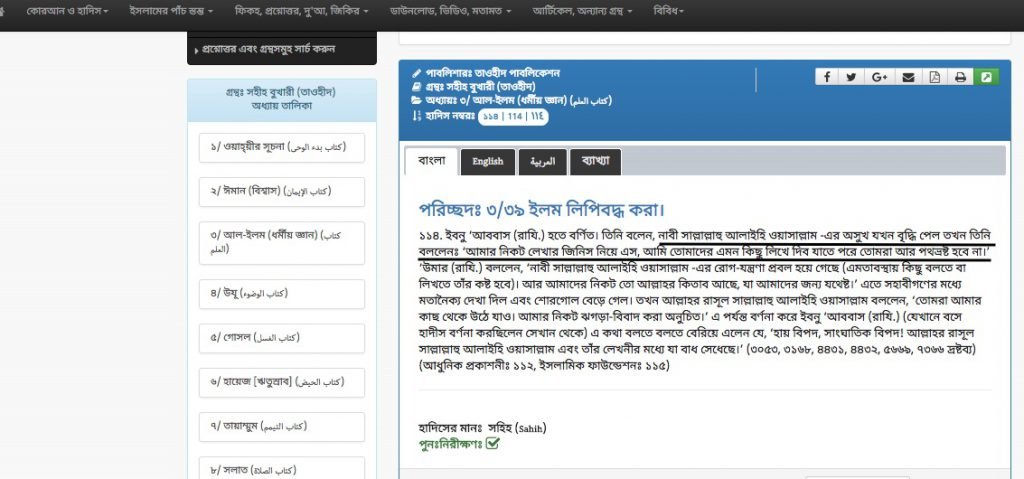 কোরআন ও হাদিস
ইসলামের পাঁচ স্তম্ভ
ফিকহ, প্রশ্নোত্তর, দু'আ, জিকির
ডাউনলোড, ভিডিও, মতামত
আর্টিকেল, অন্যান্য গ্রন্থ
বিবিধ
প্রশ্নোত্তর এবং গ্রন্থসমুহ সার্চ করুন
গ্রন্থঃ সহীহ বুখারী (তাওহীদ)
অধ্যায় তালিকা
১/ ওয়াহ্‌য়ীর সূচনা (كتاب بدء الوحى)
২/ ঈমান (বিশ্বাস) (كتاب الإيمان)
৩/ আল-ইলম (ধর্মীয় জ্ঞান) (كتاب
العلم)
৪/ উযূ (كتاب الوضوء)
৫/ গোসল (كتاب الغسل)
৬/ হায়েজ [ঋতুস্রাব] (كتاب الحيض)
৭/ তায়াম্মুম (كتاب التيمم)
৮/ সলাত (كتاب الصلاة)
পাবলিশারঃ তাওহীদ পাবলিকেশন
গ্রন্থঃ সহীহ বুখারী (তাওহীদ)
অধ্যায়ঃ ৩/ আল-ইলম (ধর্মীয় জ্ঞান) (كتاب العلم)
হাদিস নম্বরঃ ১১৪ | 114 | ١١٤
বাংলা
English
العربية
ব্যাখ্যা
পরিচ্ছদঃ ৩/৩৯ ইলম লিপিবদ্ধ করা।
১১৪. ইবনু 'আববাস (রাযি.) হতে বর্ণিত। তিনি বলেন, নাবী সাল্লাল্লাহু আলাইহি ওয়াসাল্লাম -এর অসুখ যখন বৃদ্ধি পেল তখন তিনি
বললেনঃ 'আমার নিকট লেখার জিনিস নিয়ে এস, আমি তোমাদের এমন কিছু লিখে দিব যাতে পরে তোমরা আর পথভ্রষ্ট হবে না।'
'উমার (রাযি.) বললেন, 'নাবী সাল্লাল্লাহু আলাইহি ওয়াসাল্লাম -এর রোগ-যন্ত্রণা প্রবল হয়ে গেছে (এমতাবস্থায় কিছু বলতে বা
লিখতে তাঁর কষ্ট হবে)। আর আমাদের নিকট তো আল্লাহর কিতাব আছে, যা আমাদের জন্য যথেষ্ট।' এতে সহাবীগণের মধ্যে
মতানৈক্য দেখা দিল এবং শোরগোল বেড়ে গেল। তখন আল্লাহর রাসূল সাল্লাল্লাহু আলাইহি ওয়াসাল্লাম বললেন, 'তোমরা আমার
কাছ থেকে উঠে যাও। আমার নিকট ঝগড়া-বিবাদ করা অনুচিত।' এ পর্যন্ত বর্ণনা করে ইবনু 'আববাস (রাযি.) (যেখানে বসে
হাদীস বর্ণনা করছিলেন সেখান থেকে) এ কথা বলতে বলতে বেরিয়ে এলেন যে, 'হায় বিপদ, সাংঘাতিক বিপদ! আল্লাহর রাসূল
সাল্লাল্লাহু আলাইহি ওয়াসাল্লাম এবং তাঁর লেখনীর মধ্যে যা বাধ সেধেছে।' (৩০৫৩, ৩১৬৮, ৪৪৩১, ৪৪৩২, ৫৬৬৯, ৭৩৬৬ দ্রষ্টব্য)
(আধুনিক প্রকাশনীঃ ১১২, ইসলামিক ফাউন্ডেশনঃ ১১৫)
হাদিসের মানঃ সহিহ (Sahih)
পুনঃনিরীক্ষণঃ